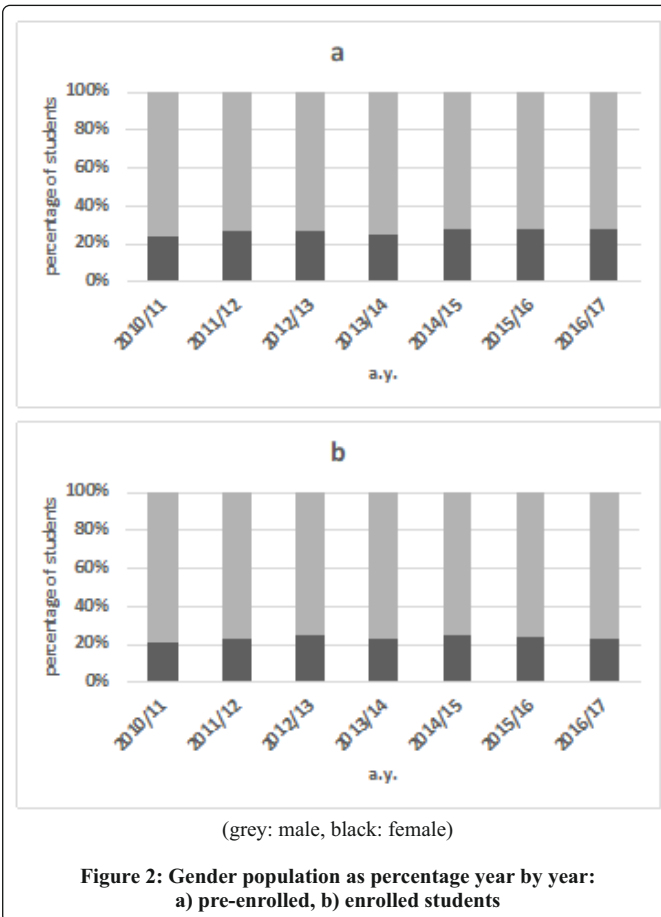 a
100%
80%
60%
40%
20%
0%
percentage of students
2010/11
2011/12
2012/13
2013/14
2014/15
2015/16
2016/17
a.y.
b
100%
80%
60%
40%
20%
0%
percentage of students
2010/11
2011/12
2012/13
2013/14
2014/15
2015/16
2016/17
a.y.
(grey: male, black: female)
Figure 2: Gender population as percentage year by year:
a) pre-enrolled, b) enrolled students